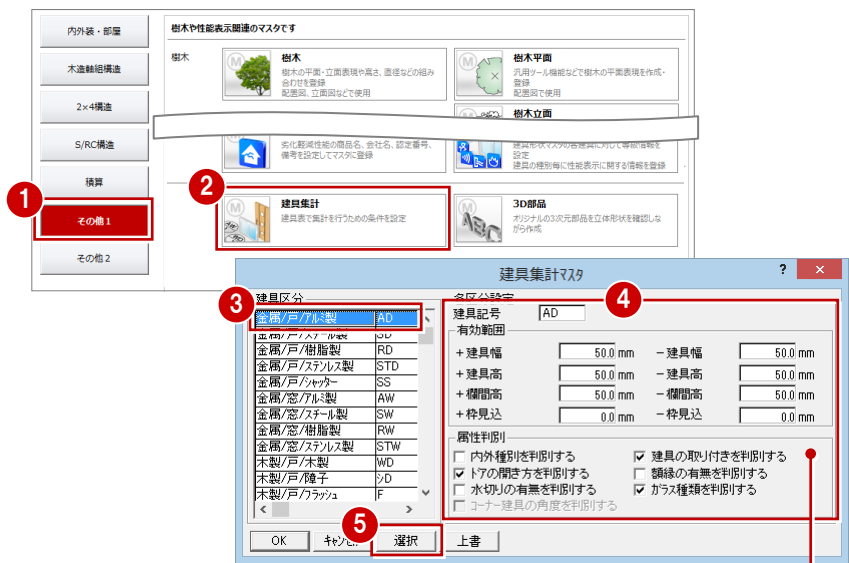 内外装・部屋
木造軸組構造
2×4構造
S/RC構造
積算
1
その他1
その他2
樹木や性能表示関連のマスタです
樹木
M
樹木
樹木の平面・立面表現や高さ、直径などの組み
合わせを登録
配置図、立面図などで使用
M
樹木平面
汎用ツール機能などで樹木の平面表現を作成・
登録
配置図で使用
M
樹木立面
劣化軽減性能の商品名、会社名、認定番号、
備考を設定してマスタに登録
建具形状マスタの各建具に対して等級情報を
設定
建具の種別毎に性能表示に関する情報を登録
2
M
建具集計
建具表で集計を行うための条件を設定
M
ABC
3D部品
オリジナルの3次元部品を立体形状を確認しな
がら作成
建具集計マスタ
? ×
3
建具区分
金属/戸/アルミ製 AD
金属/戸/スチール製 SD
金属/戸/樹脂製 RD
金属/戸/ステンレス製 STD
金属/戸/シャッター SS
金属/窓/アルミ製 AW
金属/窓/スチール製 SW
金属/窓/樹脂製 RW
金属/窓/ステンレス製 STW
木製/戸/木製 WD
木製/戸/障子 シD
木製/戸/フラッシュ F
4
各区分設定
建具記号 AD
有効範囲
+建具幅 50.0 mm −建具幅 50.0 mm
+建具高 50.0 mm −建具高 50.0 mm
+欄間高 50.0 mm −欄間高 50.0 mm
+枠見込 0.0 mm −枠見込 0.0 mm
属性判別
内外種別を判別する 建具の取り付きを判別する
ドアの開き方を判別する 額縁の有無を判別する
水切りの有無を判別する ガラス種類を判別する
コーナー建具の角度を判別する
5
OK キャンセル 選択 上書